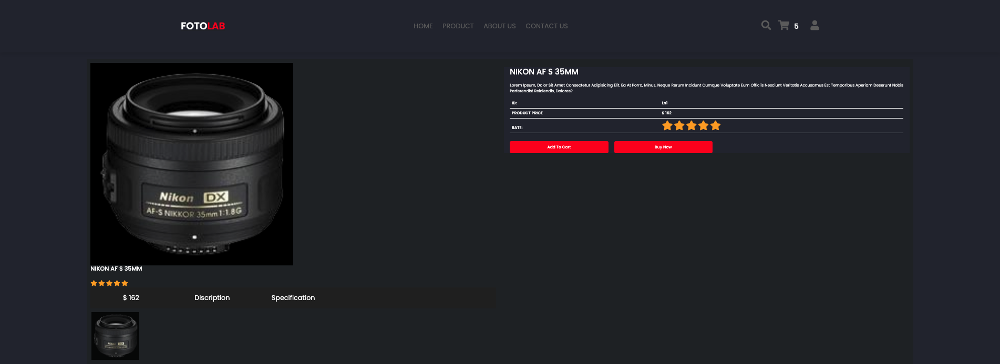 FOTOLAB
HOME PRODUCT ABOUT US CONTACT US
5
Nikon DX
AF-S NIKKOR 35mm 1:1.8G
NIKON AF S 35MM
$ 162 Discription Specification
Nikon DX
NIKON AF S 35MM
Lorem Ipsum, Dolor Sit Amet Consectetur Adipisicing Elit. Ea At Porro, Minus, Neque Rerum Incidunt Cumque Voluptate Eum Officiis Nesciunt Veritatis Accusamus Est Temporibus Aperiam Deserunt Nobis
Perferendis! Reiciendis, Dolores?
ID: Ln1
PRODUCT PRICE $ 162
RATE:
Add To Cart Buy Now